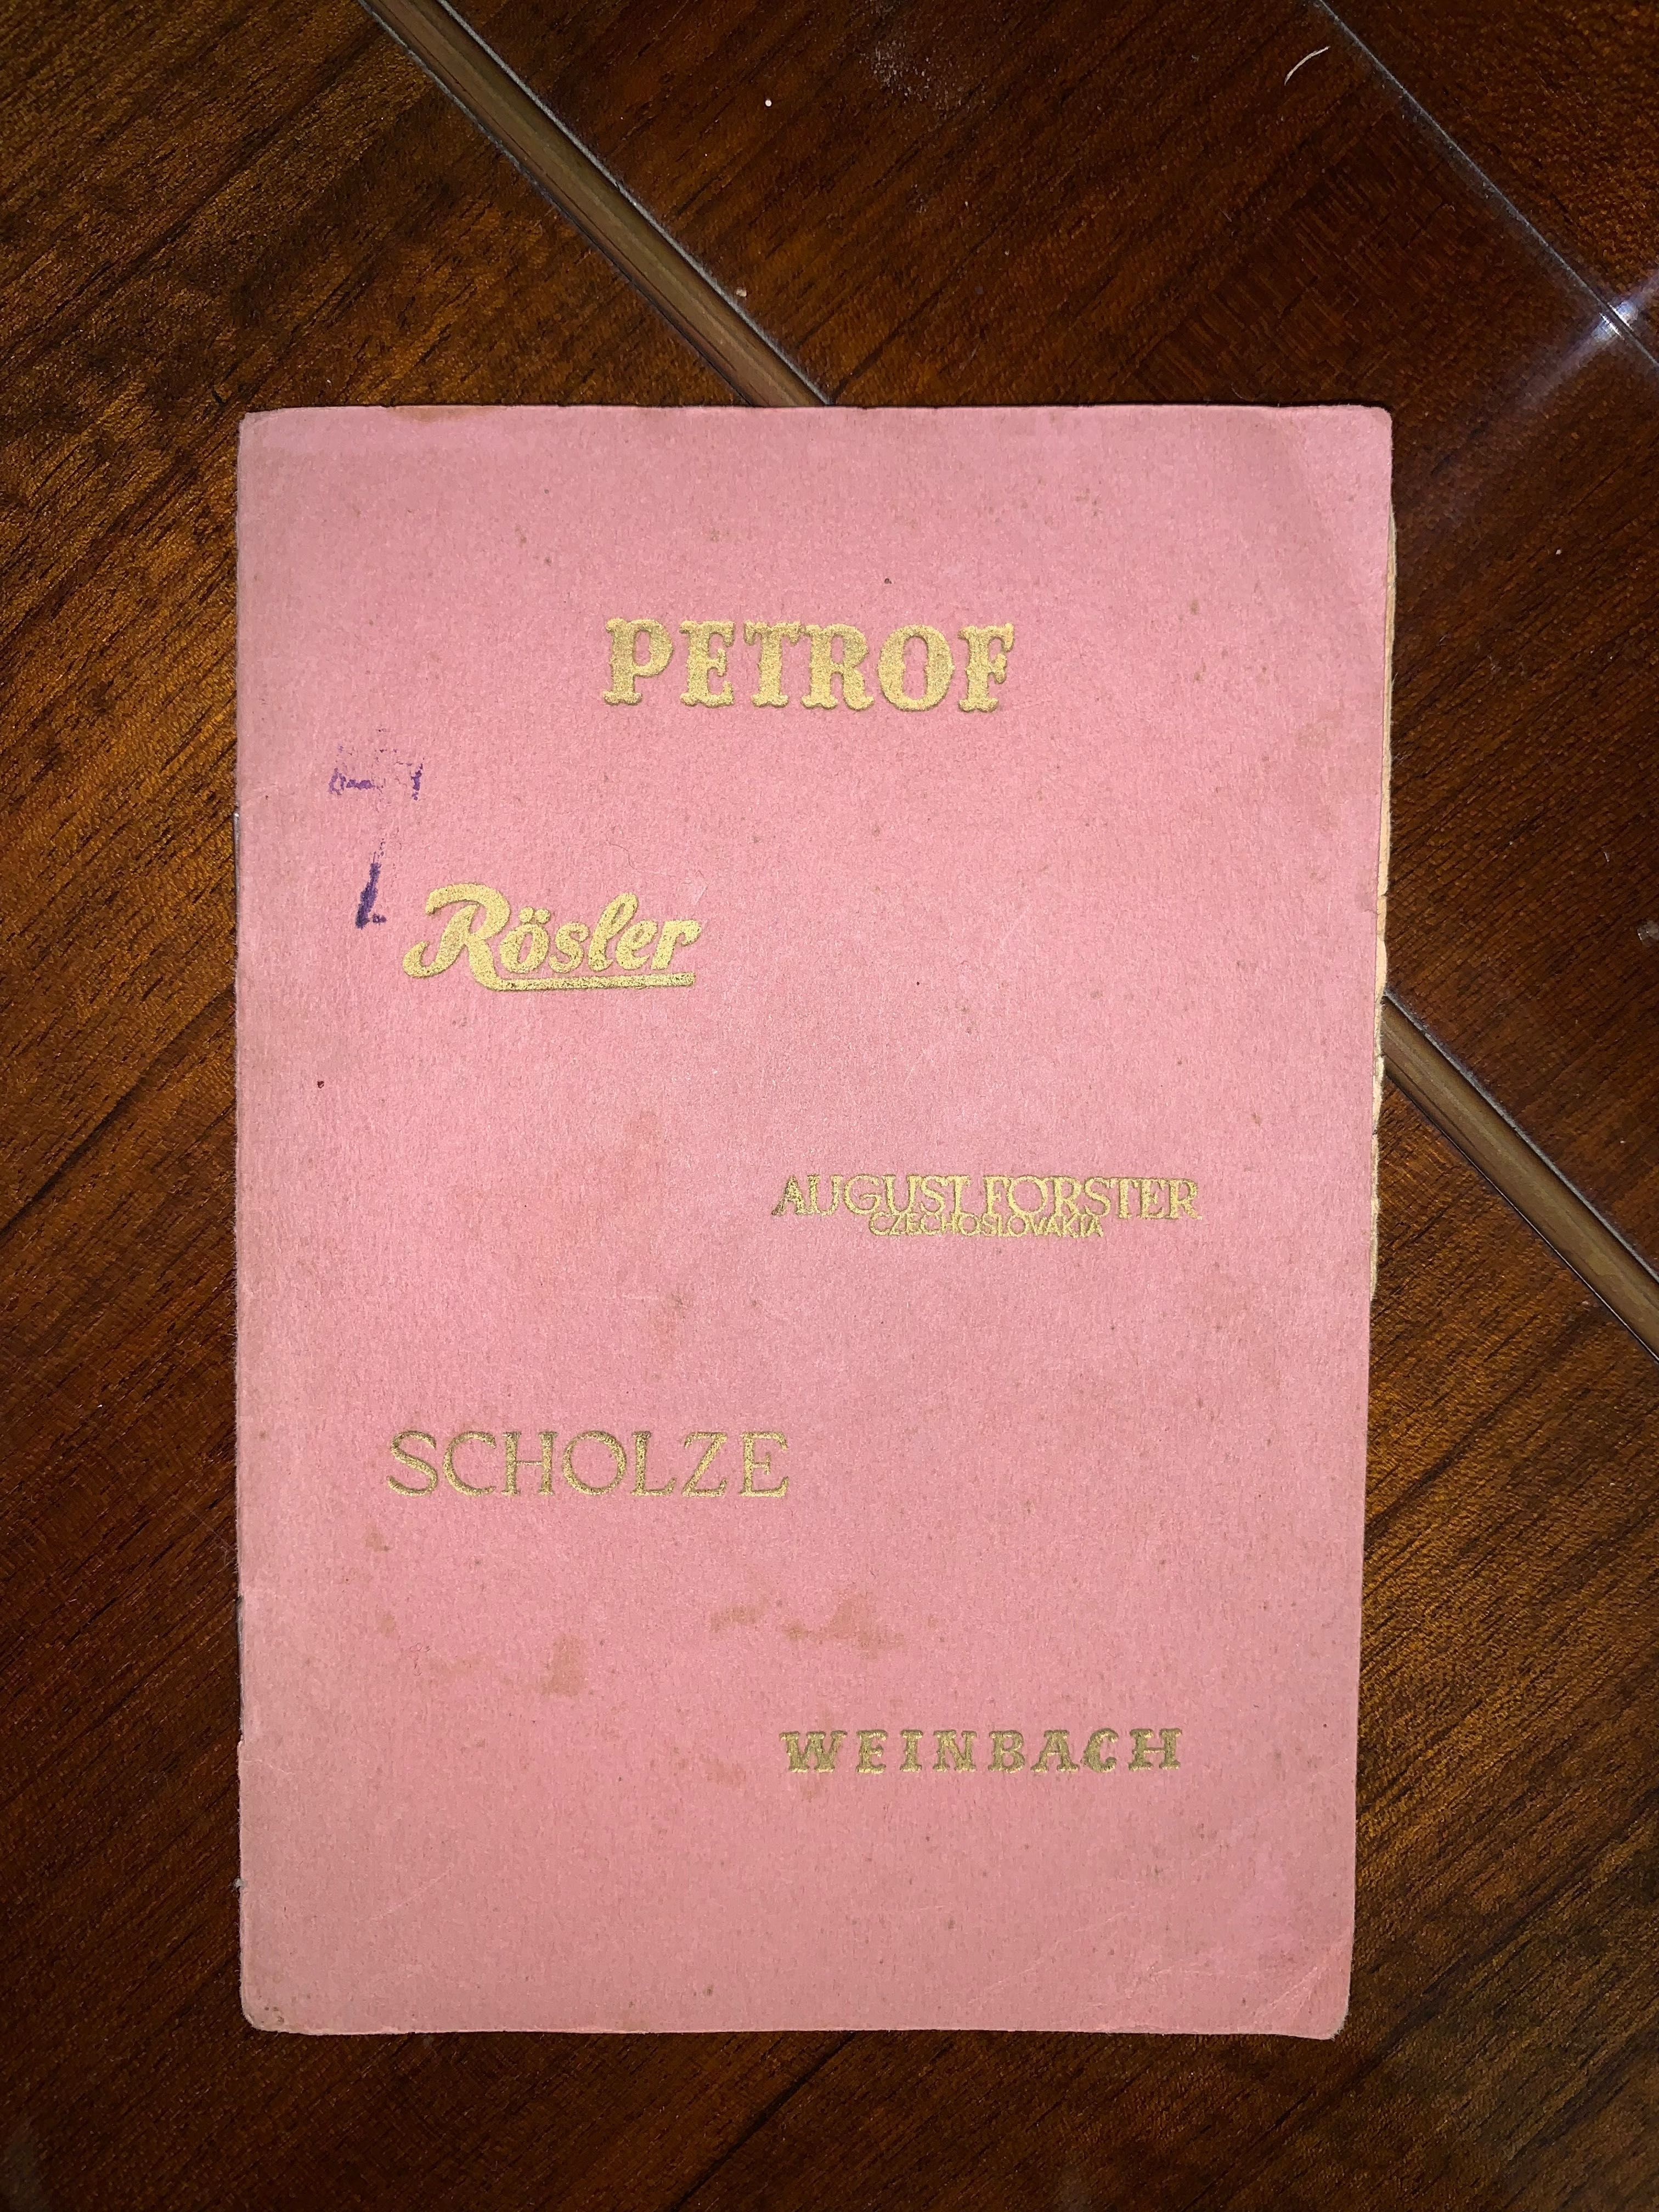 PETROF
Rösler
AUGUST FÖRSTER
CZECHOSLOVAKIA
SCHOLZE
WEINBACH